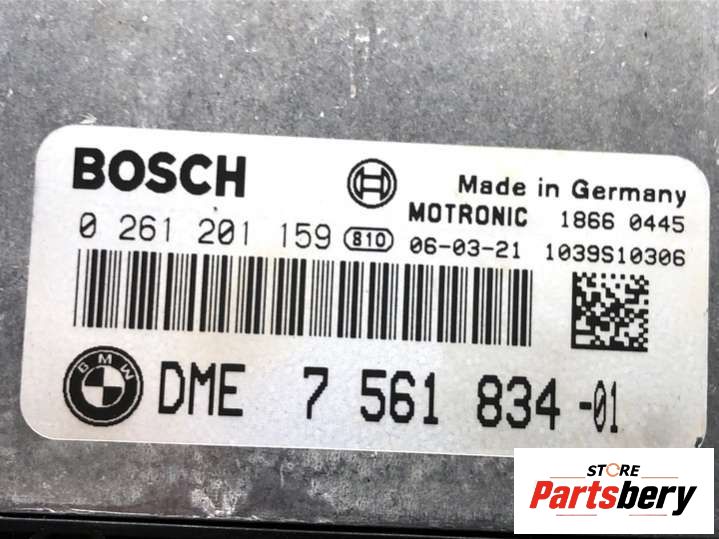 BOSCH
Made in Germany
MOTRONIC 1866 0445
0 261 201 159 810 06-03-21 1039S10306
BMW
DME 7 561 834 -01
STORE
Partsbery